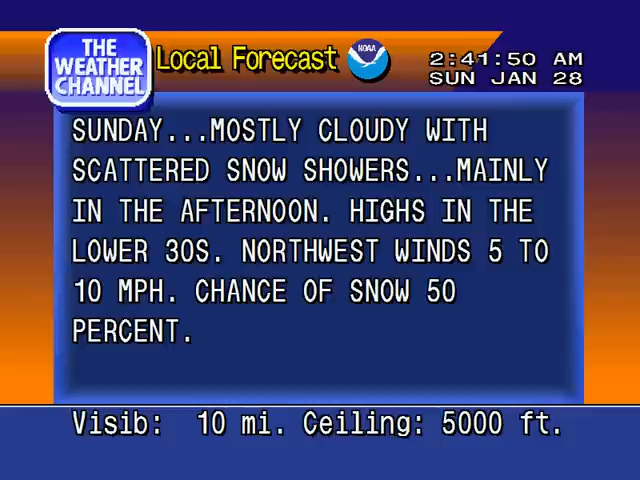 THE
WEATHER
CHANNEL
Local Forecast
NOAA
2:41:50 AM
SUN JAN 28
SUNDAY...MOSTLY CLOUDY WITH
SCATTERED SNOW SHOWERS...MAINLY
IN THE AFTERNOON. HIGHS IN THE
LOWER 30S. NORTHWEST WINDS 5 TO
10 MPH. CHANCE OF SNOW 50
PERCENT.
Visib: 10 mi. Ceiling: 5000 ft.